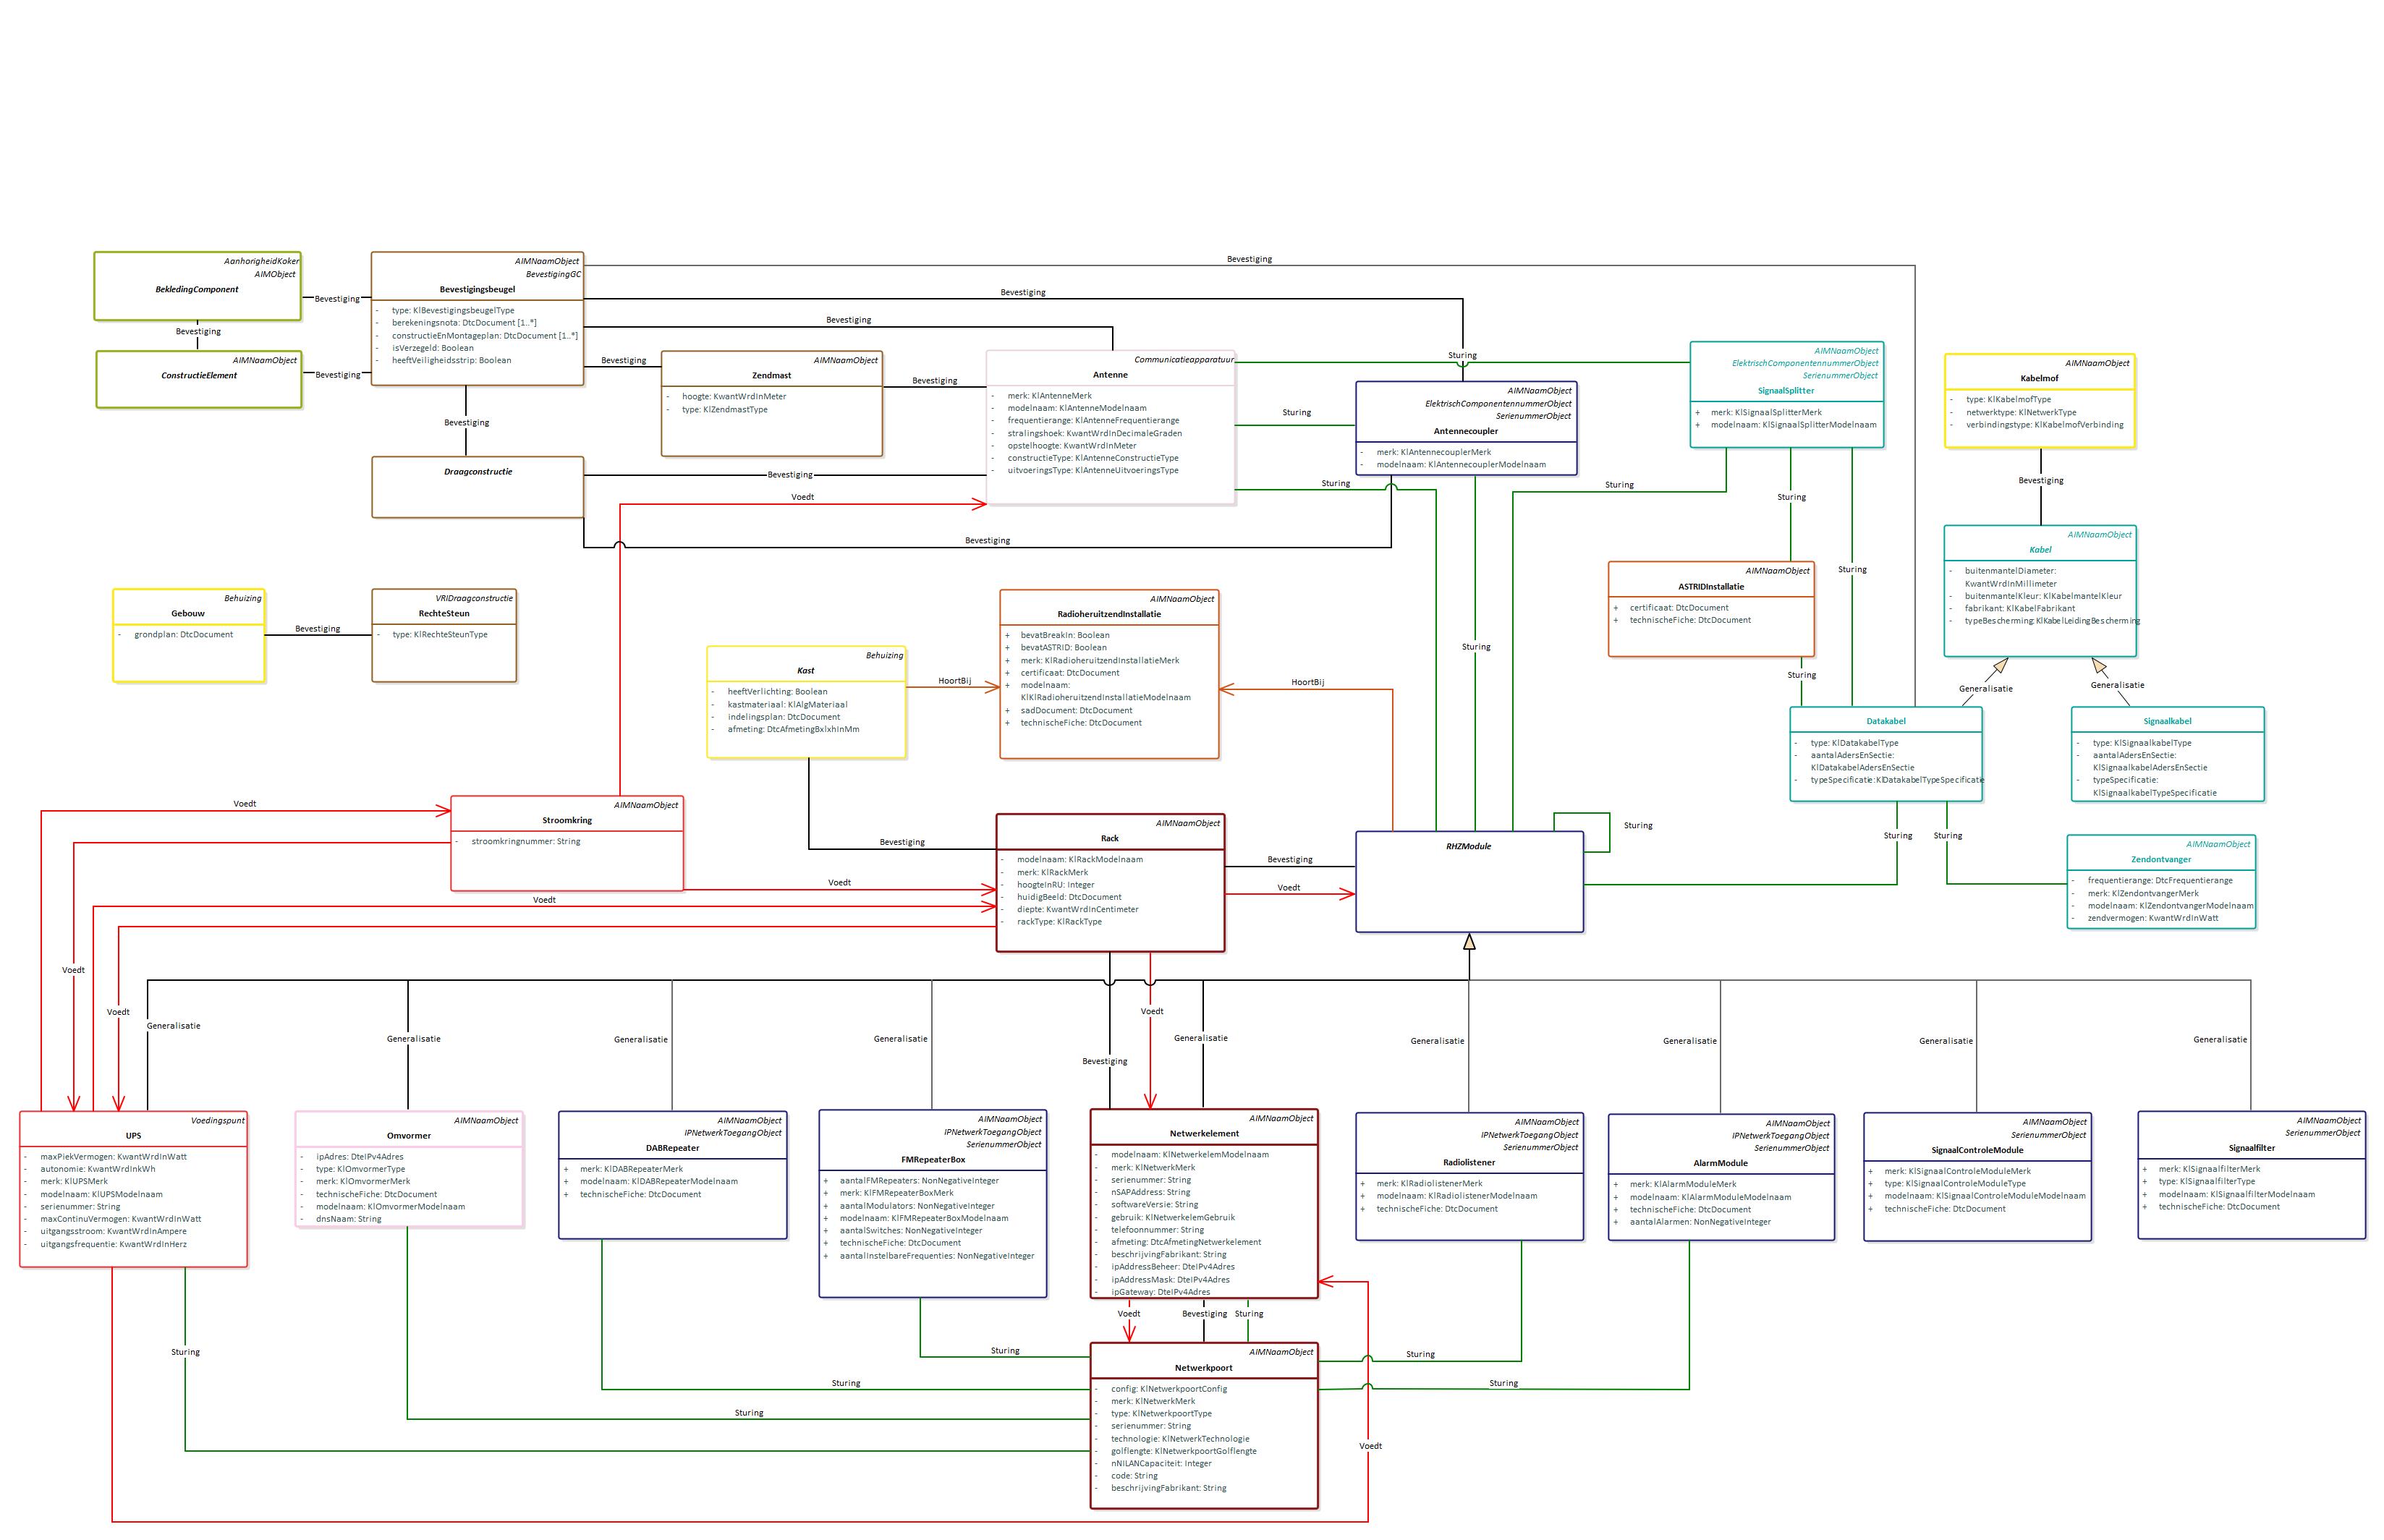 AanhorigheidKoker
AIMObject
BekledingComponent
Bevestiging
AIMNaamObject
ConstructieElement
Bevestiging
Bevestiging
AIMNaamObject
BevestigingGC
Bevestigingsbeugel
- type: KlBevestigingsbeugelType
- berekeningsnota: DtcDocument [1..*]
- constructieEnMontageplan: DtcDocument [1..*]
- isVerzegeld: Boolean
- heeftVeiligheidsstrip: Boolean
Bevestiging
Bevestiging
Bevestiging
Bevestiging
AIMNaamObject
Zendmast
- hoogte: KwantWrdInMeter
- type: KlZendmastType
Bevestiging
Communicatieapparatuur
Antenne
- merk: KlAntenneMerk
- modelnaam: KlAntenneModelnaam
- frequentierange: KlAntenneFrequentierange
- stralingshoek: KwantWrdInDecimaleGraden
- opstelhoogte: KwantWrdInMeter
- constructieType: KlAntenneConstructieType
- uitvoeringsType: KlAntenneUitvoeringsType
Sturing
Sturing
Sturing
AIMNaamObject
ElektrischComponentennummerObject
SerienummerObject
Antennecoupler
- merk: KlAntennecouplerMerk
- modelnaam: KlAntennecouplerModelnaam
AIMNaamObject
ElektrischComponentennummerObject
SerienummerObject
SignaalSplitter
+ merk: KlSignaalSplitterMerk
+ modelnaam: KlSignaalSplitterModelnaam
AIMNaamObject
Kabelmof
- type: KlKabelmofType
- netwerktype: KlNetwerkType
- verbindingstype: KlKabelmofVerbinding
Bevestiging
Bevestiging
Draagconstructie
Bevestiging
Voedt
Bevestiging
Sturing
Sturing
Sturing
Sturing
AIMNaamObject
Kabel
- buitenmantelDiameter:
KwantWrdInMillimeter
- buitenmantelKleur: KlKabelmantelKleur
- fabrikant: KlKabelFabrikant
- typeBescherming: KlKabelLeidingBescherming
Generalisatie
Generalisatie
AIMNaamObject
ASTRIDInstallatie
+ certificaat: DtcDocument
+ technischeFiche: DtcDocument
Sturing
Behuizing
Gebouw
- grondplan: DtcDocument
Bevestiging
VRIDraagconstructie
RechteSteun
- type: KlRechteSteunType
Behuizing
Kast
- heeftVerlichting: Boolean
- kastmateriaal: KlAlgMateriaal
- indelingsplan: DtcDocument
- afmeting: DtcAfmetingBxlxhInMm
HoortBij
AIMNaamObject
RadioheruitzendInstallatie
+ bevatBreakIn: Boolean
+ bevatASTRID: Boolean
+ merk: KlRadioheruitzendInstallatieMerk
+ certificaat: DtcDocument
+ modelnaam:
KlKlRadioheruitzendInstallatieModelnaam
+ sadDocument: DtcDocument
+ technischeFiche: DtcDocument
HoortBij
Datakabel
- type: KlDatakabelType
- aantalAdersEnSectie:
KlDatakabelAdersEnSectie
- typeSpecificatie: KlDatakabelTypeSpecificatie
Signaalkabel
- type: KlSignaalkabelType
- aantalAdersEnSectie:
KlSignaalkabelAdersEnSectie
- typeSpecificatie:
KlSignaalkabelTypeSpecificatie
Voedt
AIMNaamObject
Stroomkring
- stroomkringnummer: String
Bevestiging
Voedt
Voedt
AIMNaamObject
Rack
- modelnaam: KlRackModelnaam
- merk: KlRackMerk
- hoogteInRU: Integer
- huidigBeeld: DtcDocument
- diepte: KwantWrdInCentimeter
- rackType: KlRackType
Bevestiging
Voedt
RHZModule
Sturing
Sturing
Sturing
AIMNaamObject
Zendontvanger
- frequentierange: DtcFrequentierange
- merk: KlZendontvangerMerk
- modelnaam: KlZendontvangerModelnaam
- zendvermogen: KwantWrdInWatt
Voedt
Voedt
Generalisatie
Generalisatie
Generalisatie
Generalisatie
Bevestiging
Voedt
Generalisatie
Generalisatie
Generalisatie
Generalisatie
Generalisatie
Voedingspunt
UPS
- maxPiekVermogen: KwantWrdInWatt
- autonomie: KwantWrdInkWh
- merk: KlUPSMerk
- modelnaam: KlUPSModelnaam
- serienummer: String
- maxContinuVermogen: KwantWrdInWatt
- uitgangsstroom: KwantWrdInAmpere
- uitgangsfrequentie: KwantWrdInHerz
AIMNaamObject
Omvormer
- ipAdres: DteIPv4Adres
- type: KlOmvormerType
- merk: KlOmvormerMerk
- technischeFiche: DtcDocument
- modelnaam: KlOmvormerModelnaam
- dnsNaam: String
AIMNaamObject
IPNetwerkToegangObject
DABRepeater
+ merk: KlDABRepeaterMerk
+ modelnaam: KlDABRepeaterModelnaam
+ technischeFiche: DtcDocument
AIMNaamObject
IPNetwerkToegangObject
SerienummerObject
FMRepeaterBox
+ aantalFMRepeaters: NonNegativeInteger
+ merk: KlFMRepeaterBoxMerk
+ aantalModulators: NonNegativeInteger
+ modelnaam: KlFMRepeaterBoxModelnaam
+ aantalSwitches: NonNegativeInteger
+ technischeFiche: DtcDocument
+ aantalInstelbareFrequenties: NonNegativeInteger
AIMNaamObject
Netwerkelement
- modelnaam: KlNetwerkelemModelnaam
- merk: KlNetwerkMerk
- serienummer: String
- nSAPAddress: String
- softwareVersie: String
- gebruik: KlNetwerkelemGebruik
- telefoonnummer: String
- afmeting: DtcAfmetingNetwerkelement
- beschrijvingFabrikant: String
- ipAddressBeheer: DteIPv4Adres
- ipAddressMask: DteIPv4Adres
- ipGateway: DteIPv4Adres
AIMNaamObject
IPNetwerkToegangObject
SerienummerObject
Radiolistener
+ merk: KlRadiolistenerMerk
+ modelnaam: KlRadiolistenerModelnaam
+ technischeFiche: DtcDocument
AIMNaamObject
IPNetwerkToegangObject
SerienummerObject
AlarmModule
+ merk: KlAlarmModuleMerk
+ modelnaam: KlAlarmModuleModelnaam
+ technischeFiche: DtcDocument
+ aantalAlarmen: NonNegativeInteger
AIMNaamObject
SerienummerObject
SignaalControleModule
+ merk: KlSignaalControleModuleMerk
+ type: KlSignaalControleModuleType
+ modelnaam: KlSignaalControleModuleModelnaam
+ technischeFiche: DtcDocument
AIMNaamObject
SerienummerObject
Signaalfilter
+ merk: KlSignaalfilterMerk
+ type: KlSignaalfilterType
+ modelnaam: KlSignaalfilterModelnaam
+ technischeFiche: DtcDocument
Voedt
Bevestiging
Sturing
Sturing
Sturing
Sturing
Sturing
Sturing
Sturing
AIMNaamObject
Netwerkpoort
- config: KlNetwerkpoortConfig
- merk: KlNetwerkMerk
- type: KlNetwerkpoortType
- serienummer: String
- technologie: KlNetwerkTechnologie
- golflengte: KlNetwerkpoortGolflengte
- nNILANCapaciteit: Integer
- code: String
- beschrijvingFabrikant: String
Voedt